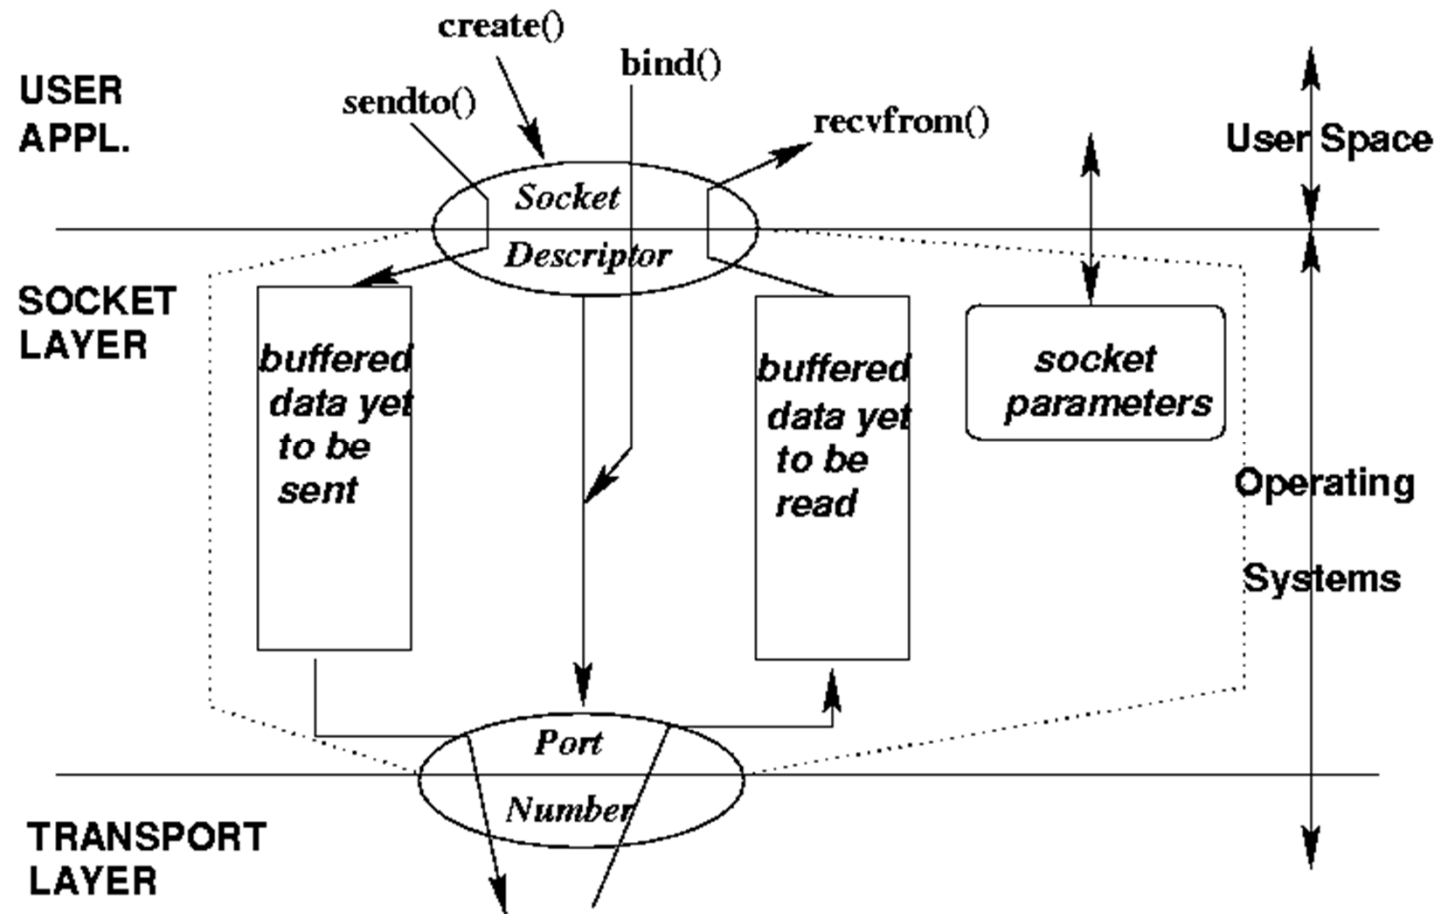 create()
bind()
sendto()
recvfrom()
USER
APPL.
User Space
Socket
Descriptor
SOCKET
LAYER
buffered
data yet
to be
sent
buffered
data yet
to be
read
socket
parameters
Operating
Systems
Port
Number
TRANSPORT
LAYER